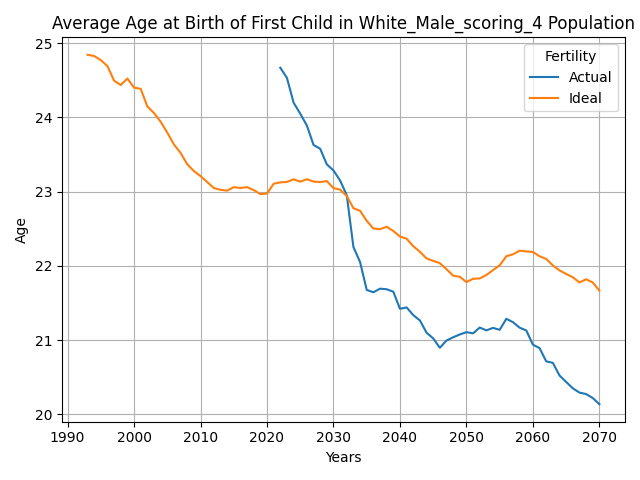 Average Age at Birth of First Child in White_Male_scoring_4 Population
Fertility
Actual
Ideal
Age
25
24
23
22
21
20
1990
2000
2010
2020
2030
2040
2050
2060
2070
Years